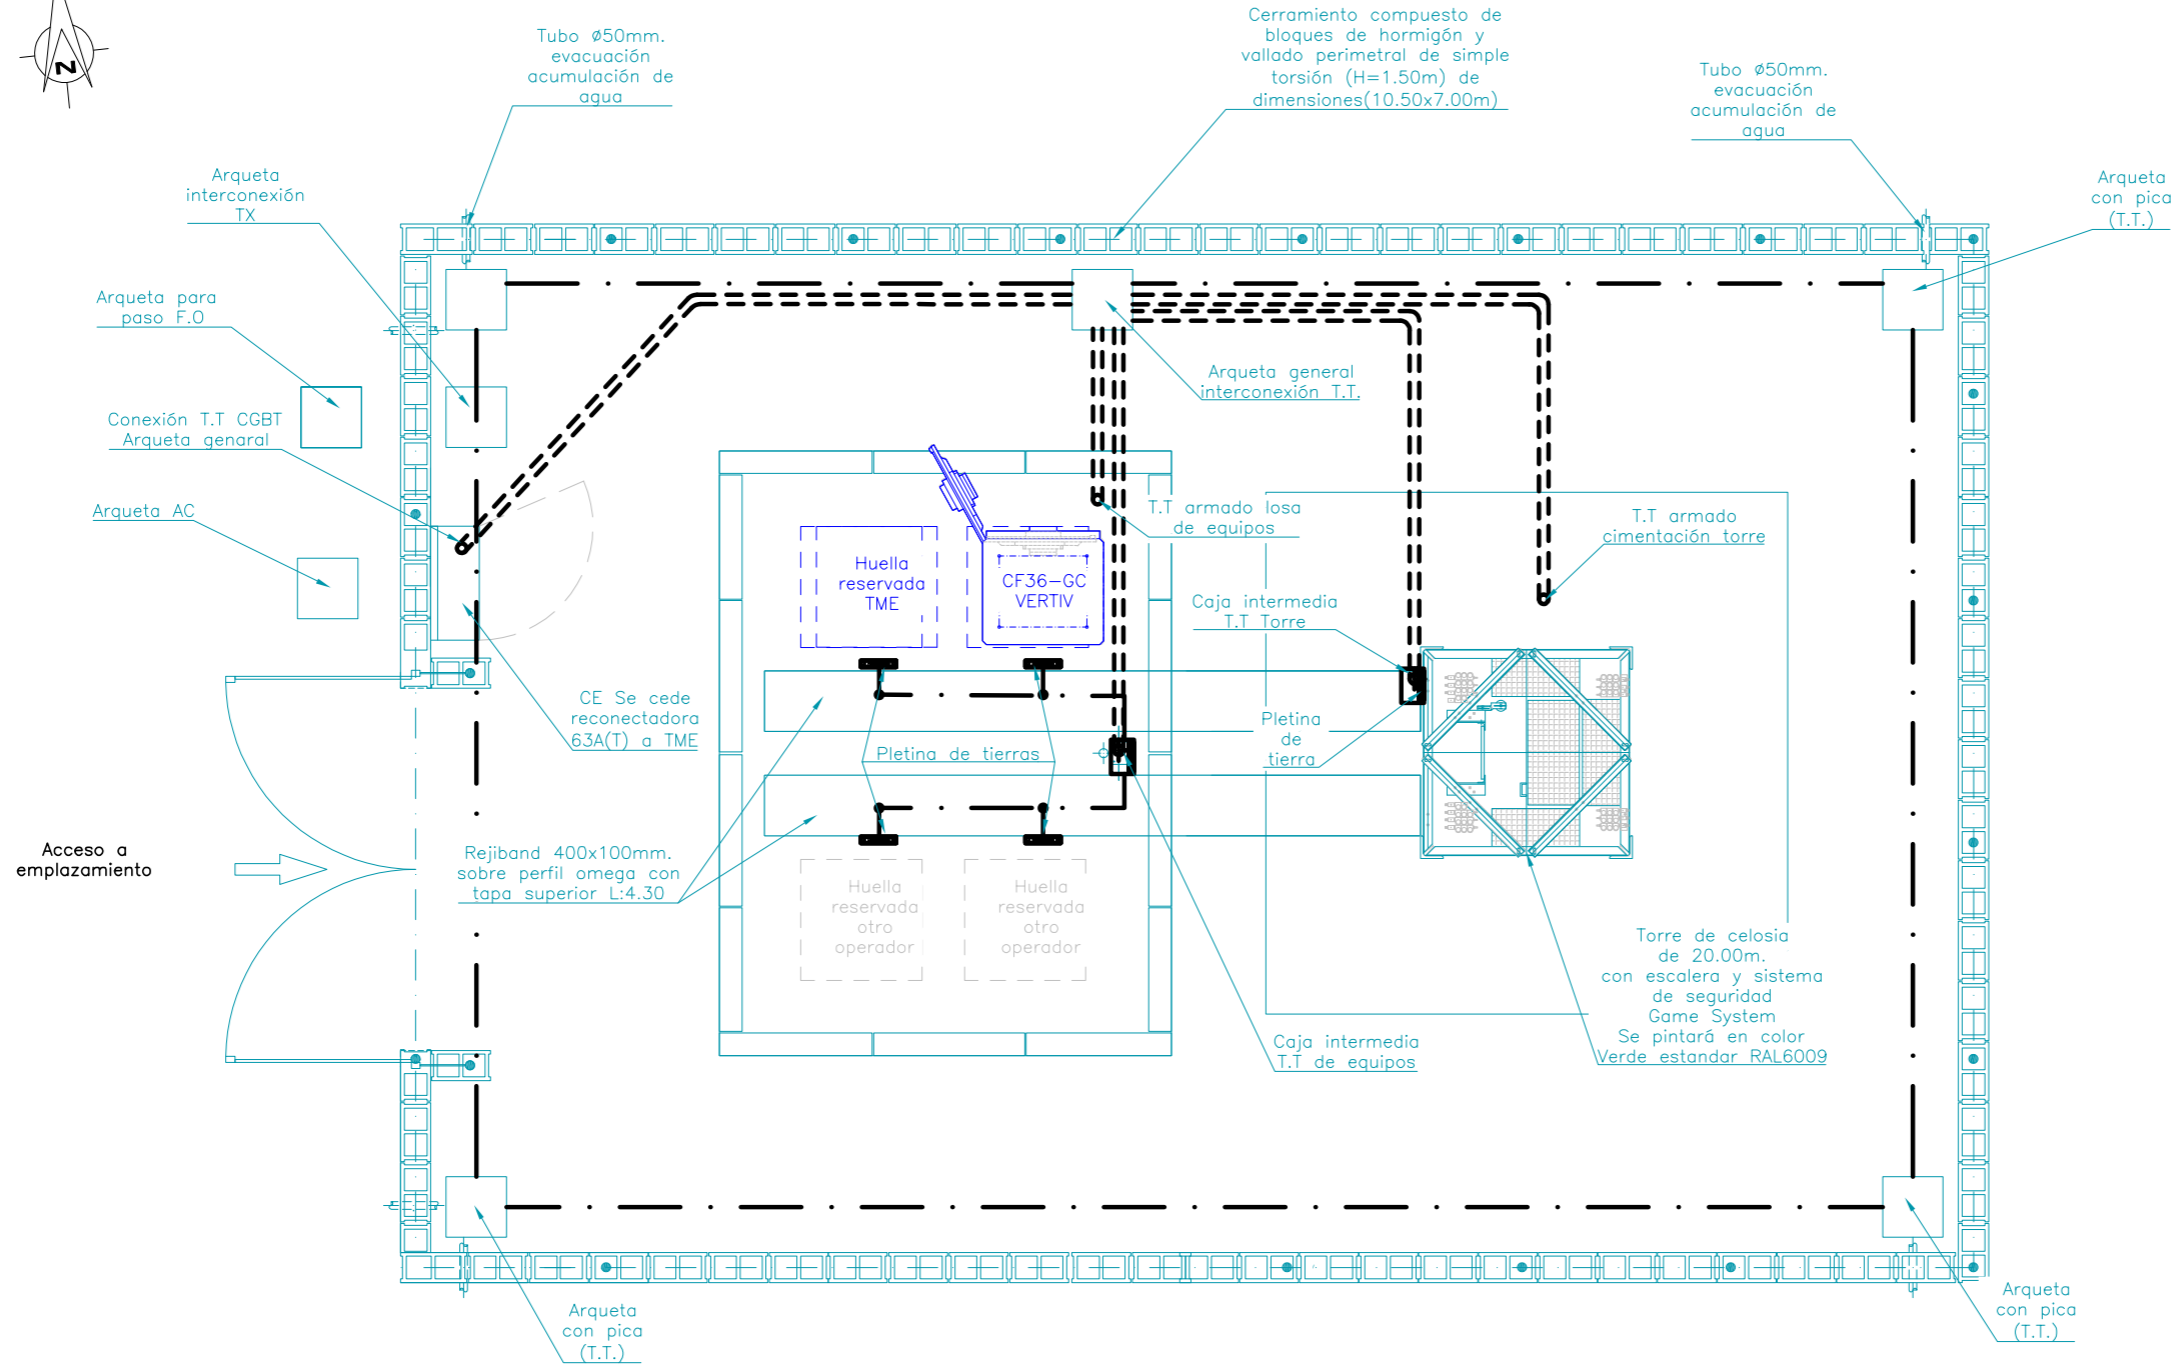 N
Tubo ø50mm.
evacuación
acumulación de
agua
Cerramiento compuesto de
bloques de hormigón y
vallado perimetral de simple
torsión (H=1.50m) de
dimensiones(10.50x7.00m)
Tubo ø50mm.
evacuación
acumulación de
agua
Arqueta
interconexión
TX
Arqueta
con pica
(T.T.)
Arqueta para
paso F.O
Arqueta general
interconexión T.T.
Conexión T.T CGBT
Arqueta genaral
Arqueta AC
T.T armado losa
de equipos
T.T armado
cimentación torre
Huella
reservada
TME
CF36-GC
VERTIV
Caja intermedia
T.T Torre
CE Se cede
reconectadora
63A(T) a TME
Pletina de tierras
Pletina
de
tierra
Acceso a
emplazamiento
Rejiband 400x100mm.
sobre perfil omega con
tapa superior L:4.30
Huella
reservada
otro
operador
Huella
reservada
otro
operador
Torre de celosia
de 20.00m.
con escalera y sistema
de seguridad
Game System
Se pintará en color
Verde estandar RAL6009
Caja intermedia
T.T de equipos
Arqueta
con pica
(T.T.)
Arqueta
con pica
(T.T.)